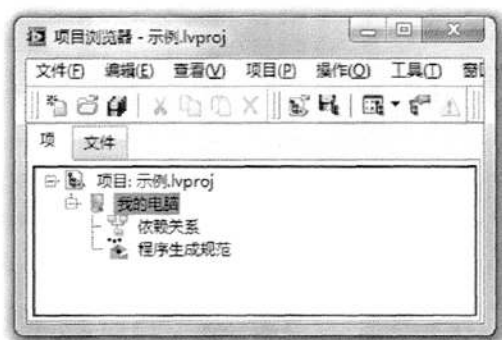 项目浏览器 - 示例.lvproj
文件(F) 编辑(E) 查看(V) 项目(P) 操作(O) 工具(T) 窗
项 文件
项目: 示例.lvproj
我的电脑
依赖关系
程序生成规范